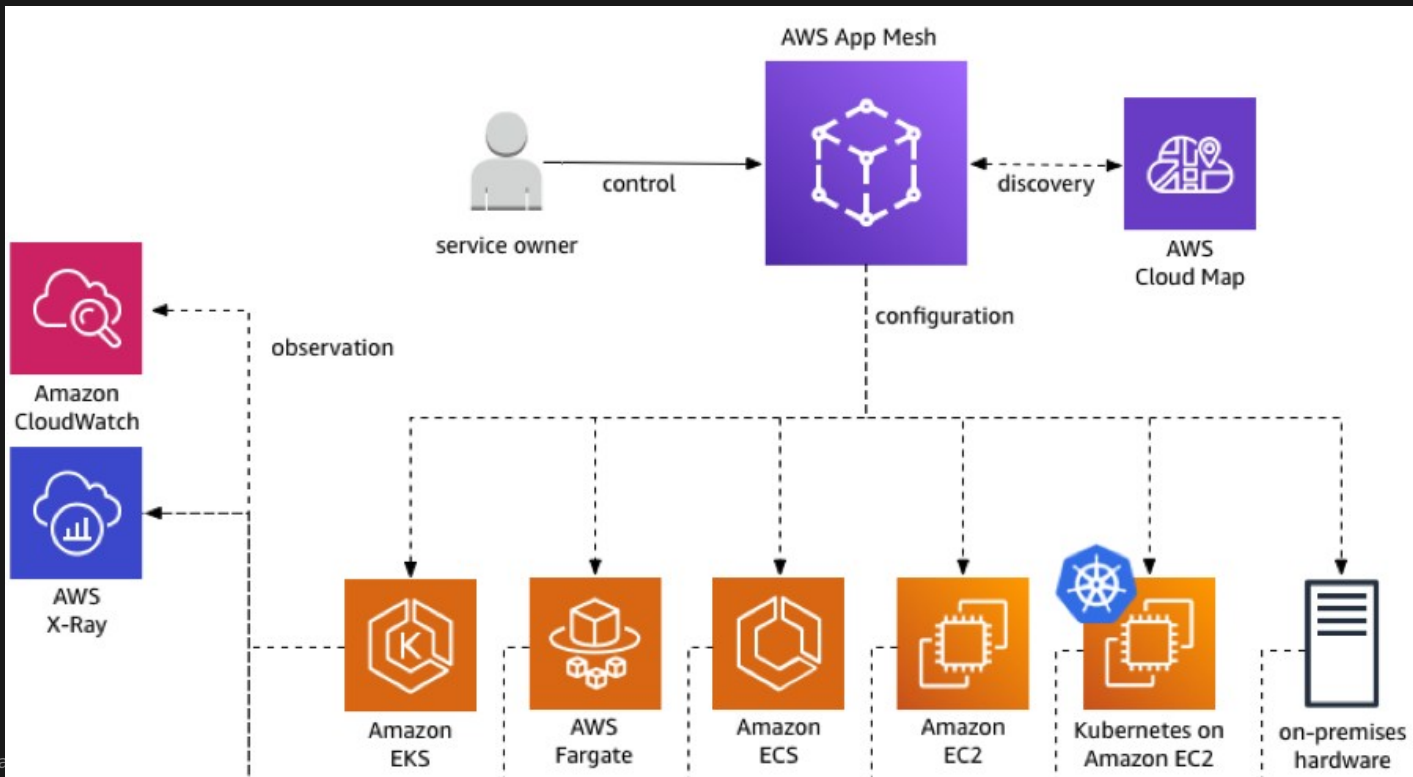 AWS App Mesh
control
discovery
service owner
AWS
Cloud Map
configuration
observation
Amazon
CloudWatch
AWS
X-Ray
K
Amazon
EKS
AWS
Fargate
Amazon
ECS
Amazon
EC2
Kubernetes on
Amazon EC2
on-premises
hardware